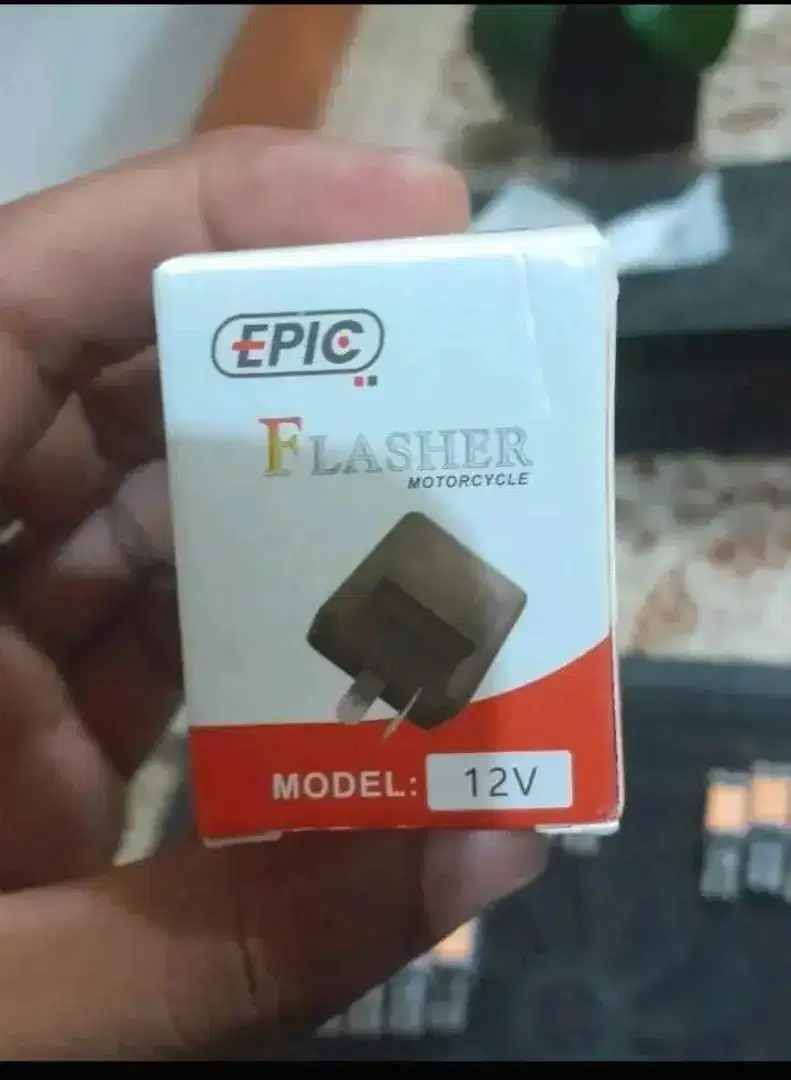 EPIC
FLASHER
MOTORCYCLE
MODEL: 12V